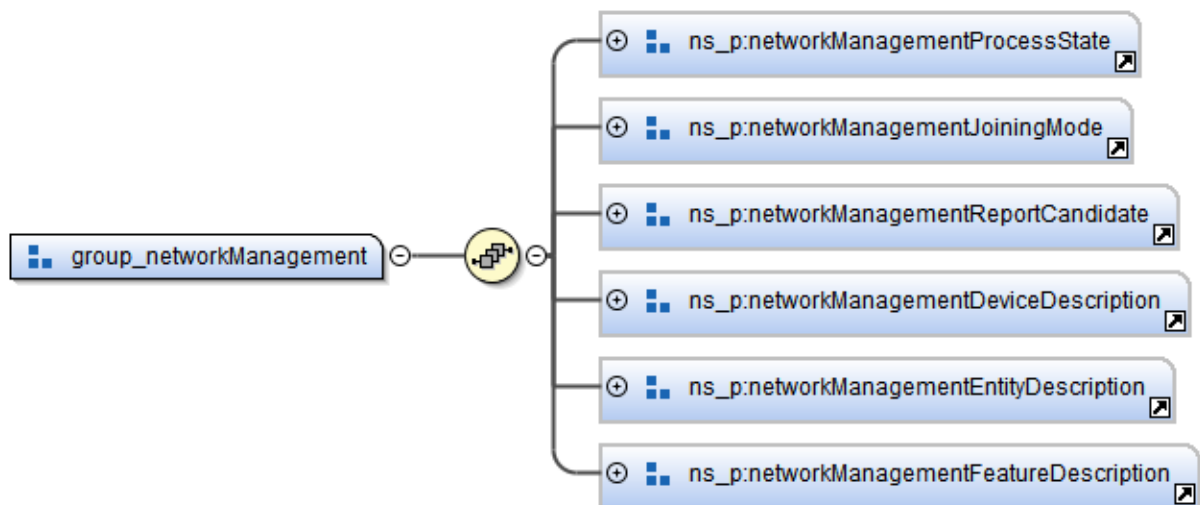 ns_p:networkManagementProcessState
ns_p:networkManagementJoiningMode
ns_p:networkManagementReportCandidate
group_networkManagement
ns_p:networkManagementDeviceDescription
ns_p:networkManagementEntityDescription
ns_p:networkManagementFeatureDescription